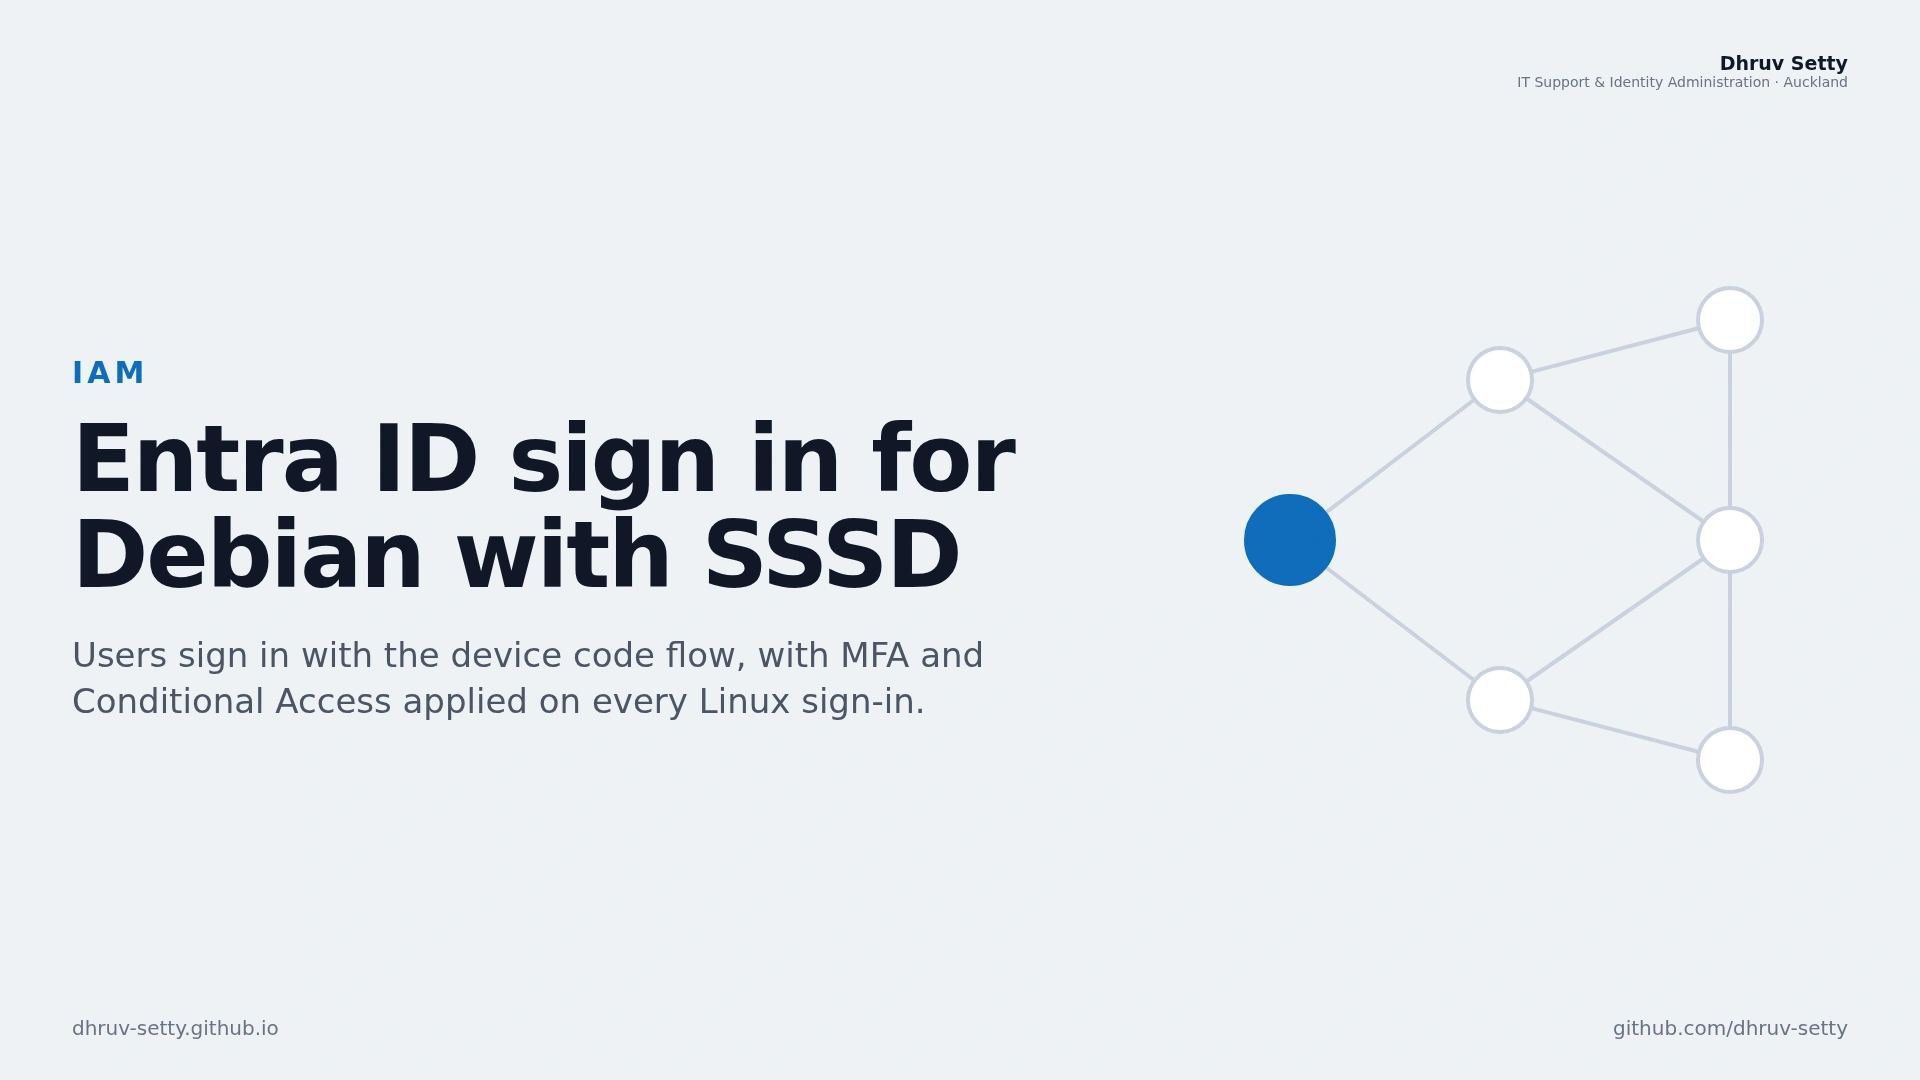 Dhruv Setty
IT Support & Identity Administration · Auckland
IAM
Entra ID sign in for
Debian with SSSD
Users sign in with the device code flow, with MFA and
Conditional Access applied on every Linux sign-in.
dhruv-setty.github.io
github.com/dhruv-setty